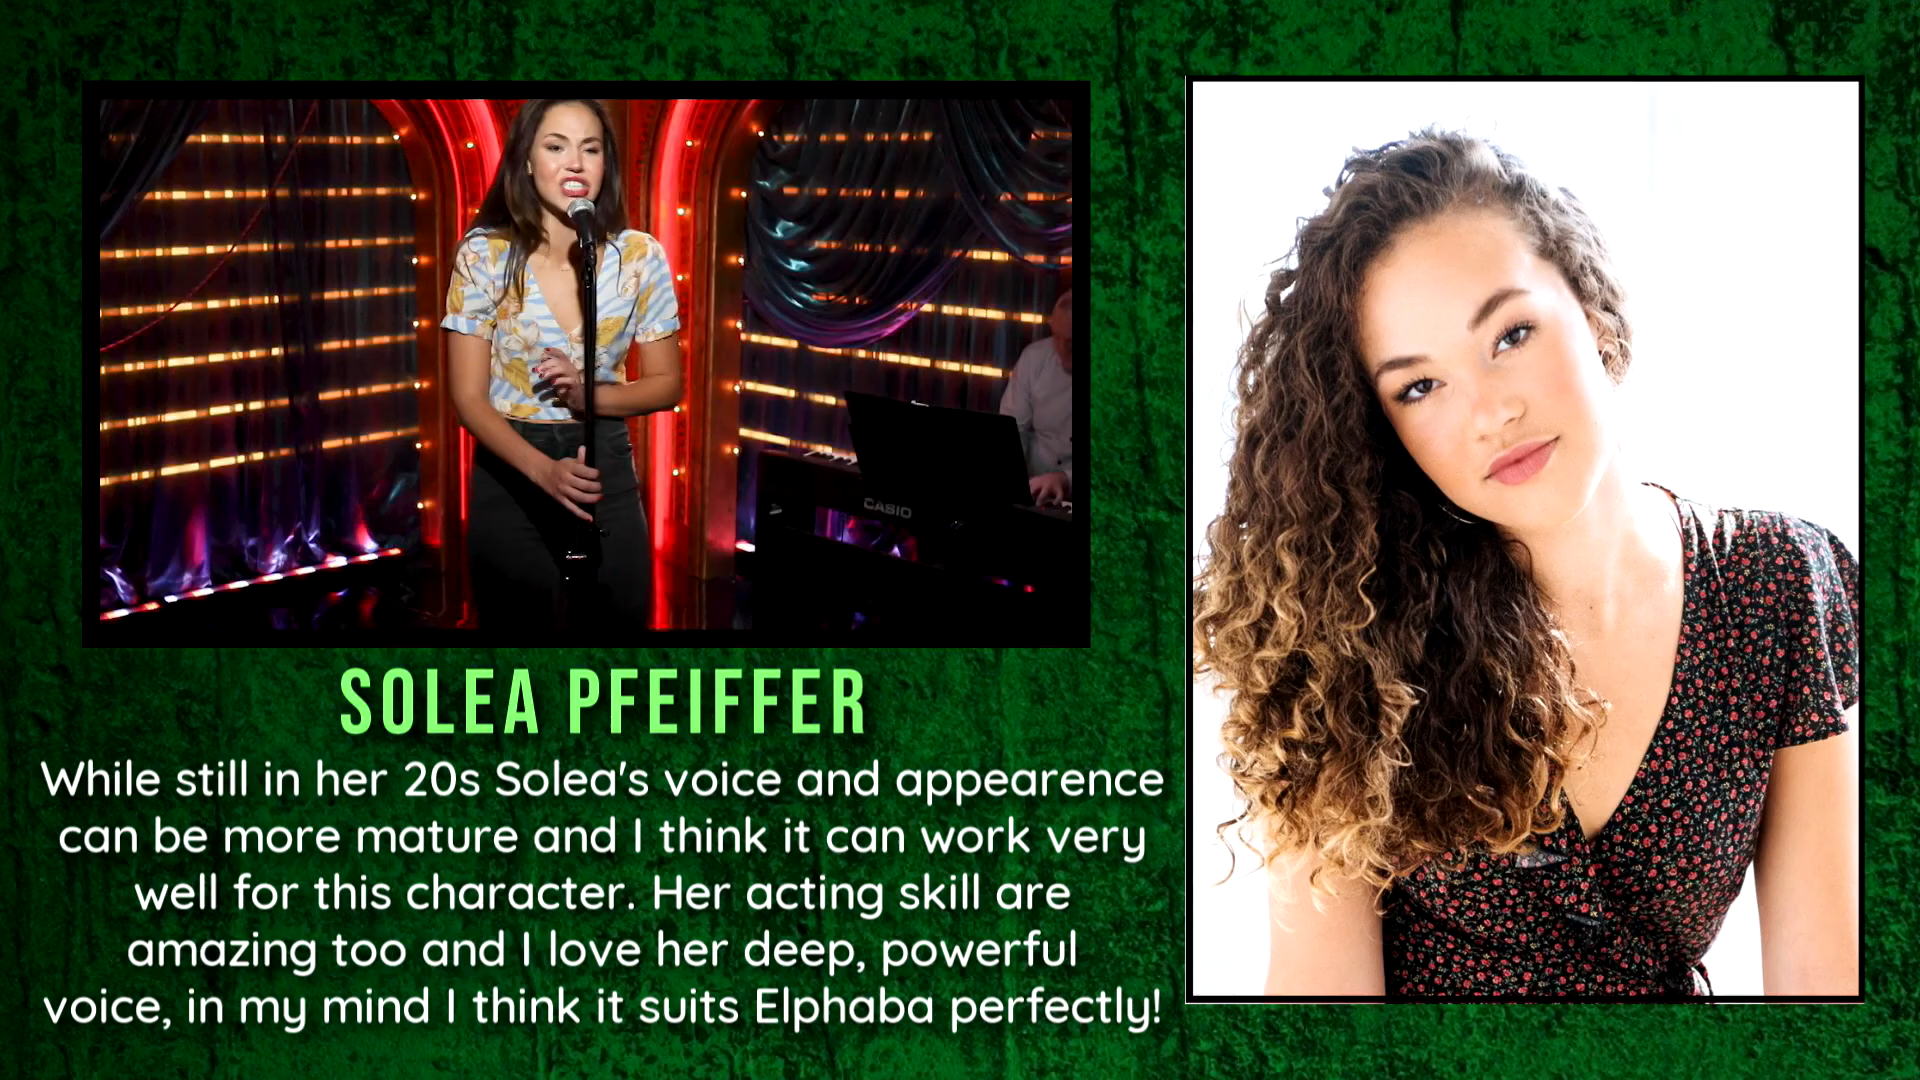 CASIO
SOLEA PFEIFFER
While still in her 20s Solea's voice and appearence
can be more mature and I think it can work very
well for this character. Her acting skill are
amazing too and I love her deep, powerful
voice, in my mind I think it suits Elphaba perfectly!